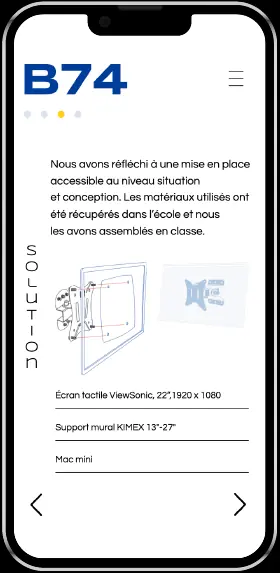 B74
Nous avons réfléchi à une mise en place
accessible au niveau situation
et conception. Les matériaux utilisés ont
été récupérés dans l'école et nous
les avons assemblés en classe.
SOLUTION
Écran tactile ViewSonic, 22",1920 x 1080
Support mural KIMEX 13"-27"
Mac mini